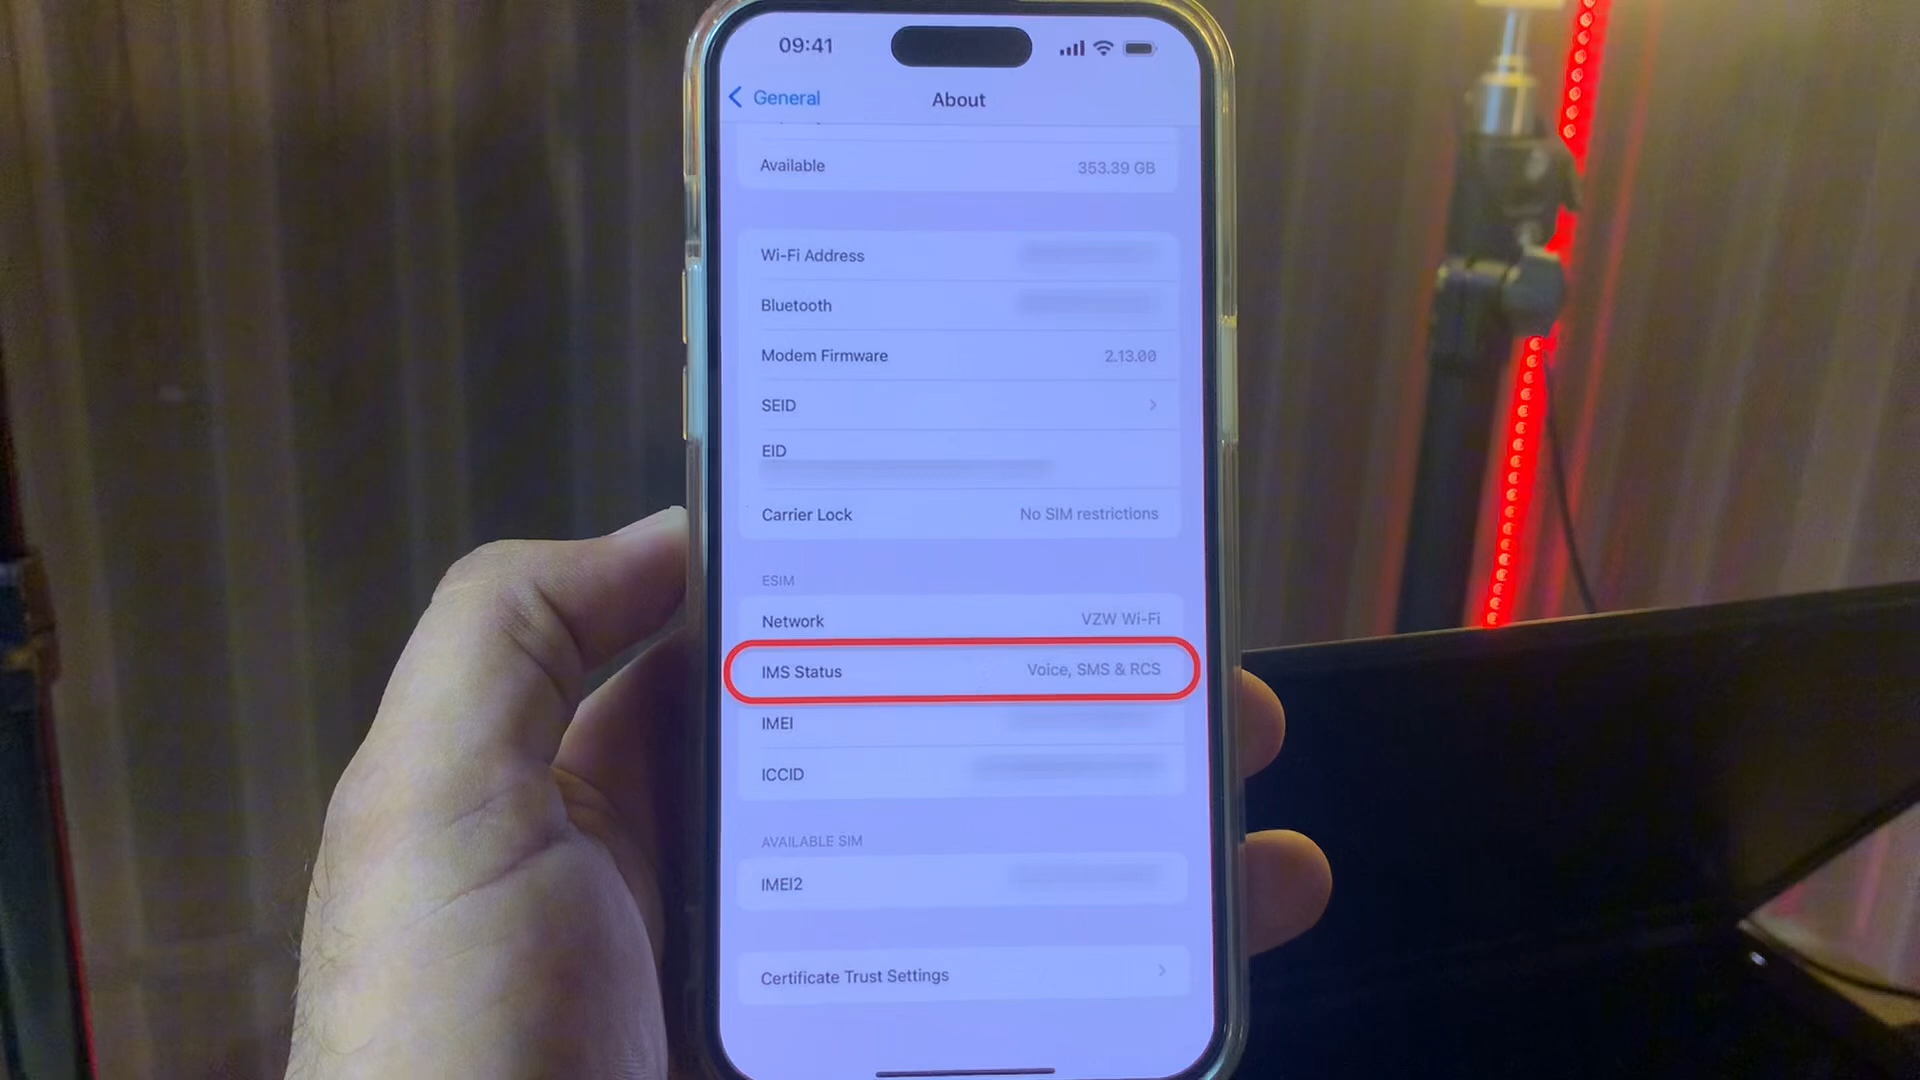 09:41
General
About
Available 353.39 GB
Wi-Fi Address
Bluetooth
Modem Firmware 2.13.00
SEID
EID
Carrier Lock No SIM restrictions
ESIM
Network VZW Wi-Fi
IMS Status Voice, SMS & RCS
IMEI
ICCID
AVAILABLE SIM
IMEI2
Certificate Trust Settings